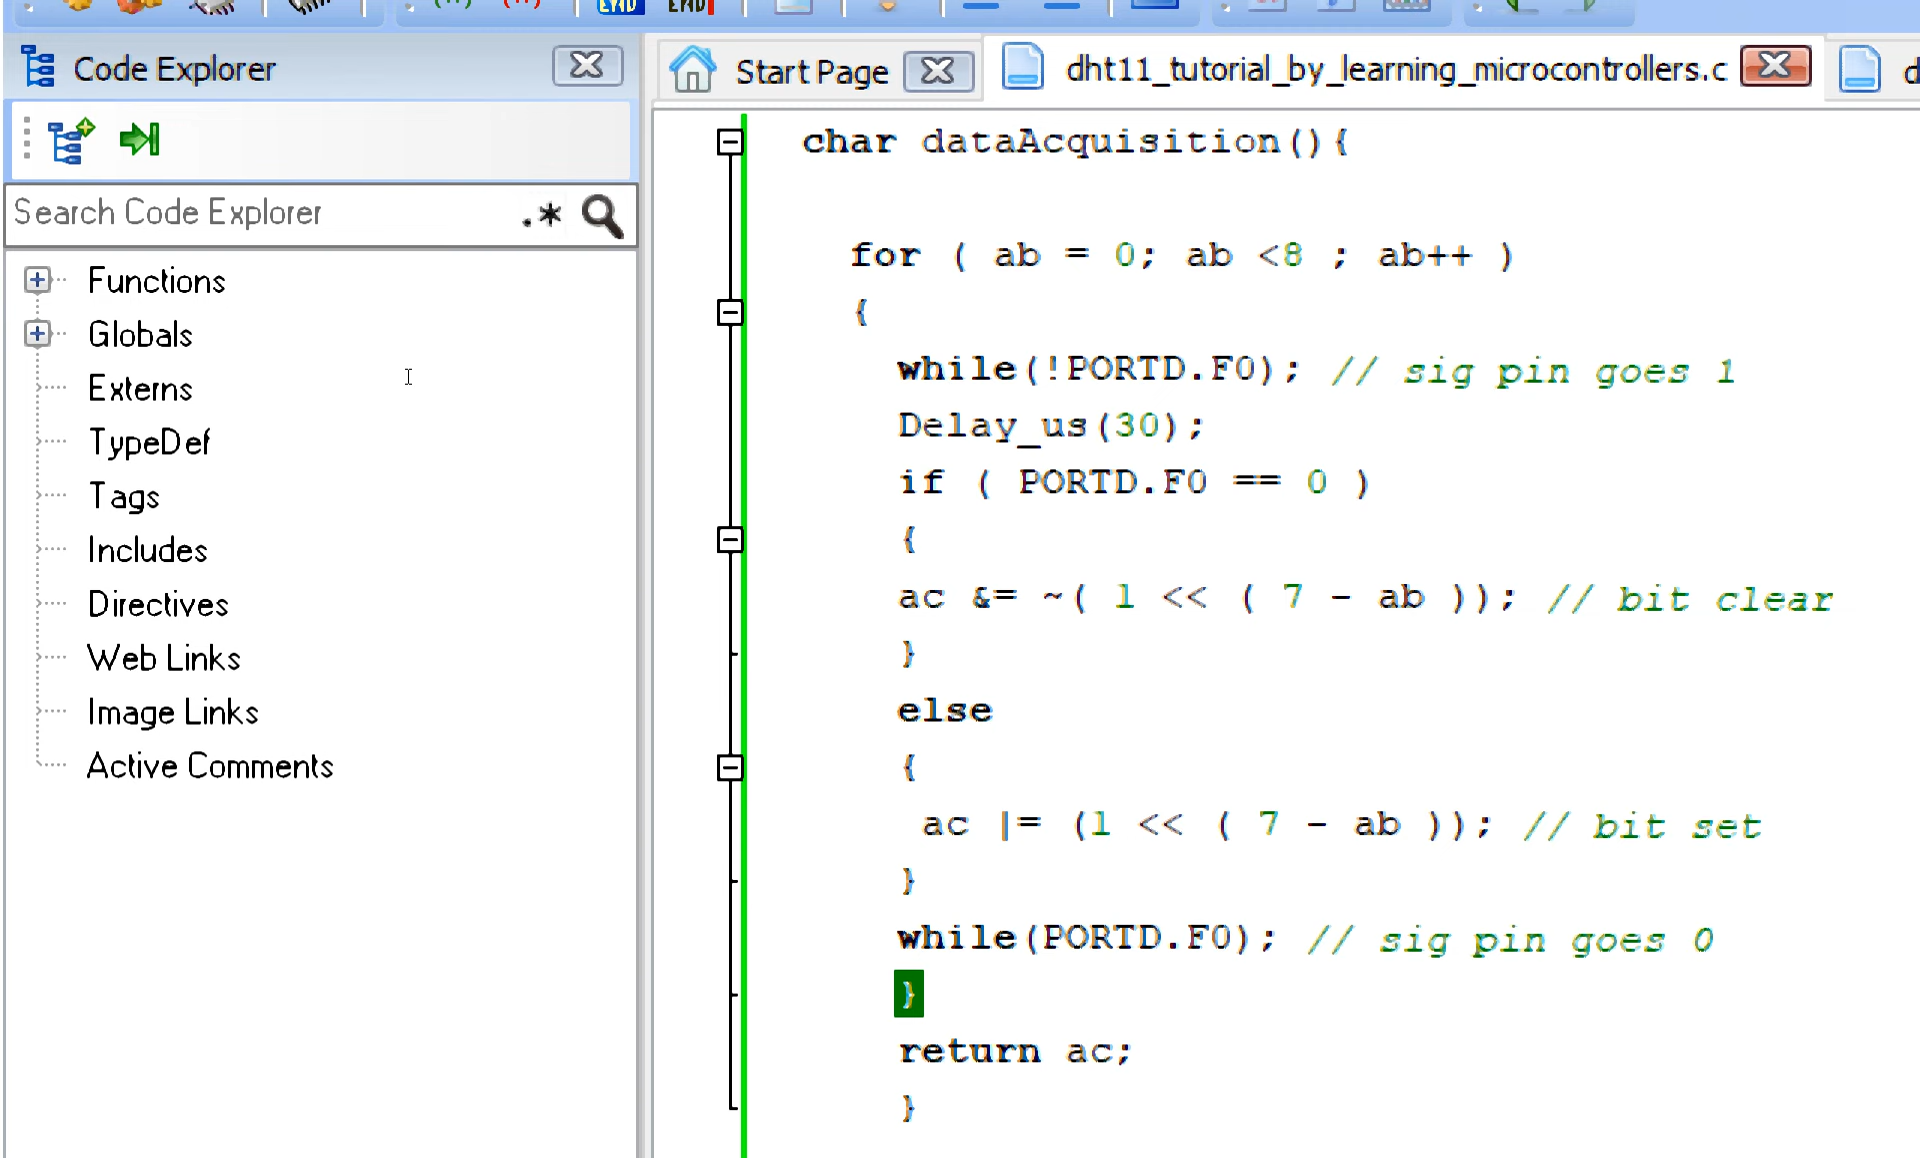 Code Explorer
Search Code Explorer .*
Functions
Globals
Externs
TypeDef
Tags
Includes
Directives
Web Links
Image Links
Active Comments
Start Page
dht11_tutorial_by_learning_microcontrollers.c
char dataAcquisition(){
for ( ab = 0; ab <8 ; ab++ )
{
while(!PORTD.F0); // sig pin goes 1
Delay_us(30);
if ( PORTD.F0 == 0 )
{
ac &= ~( 1 << ( 7 - ab )); // bit clear
}
else
{
ac |= (1 << ( 7 - ab )); // bit set
}
while(PORTD.F0); // sig pin goes 0
}
return ac;
}